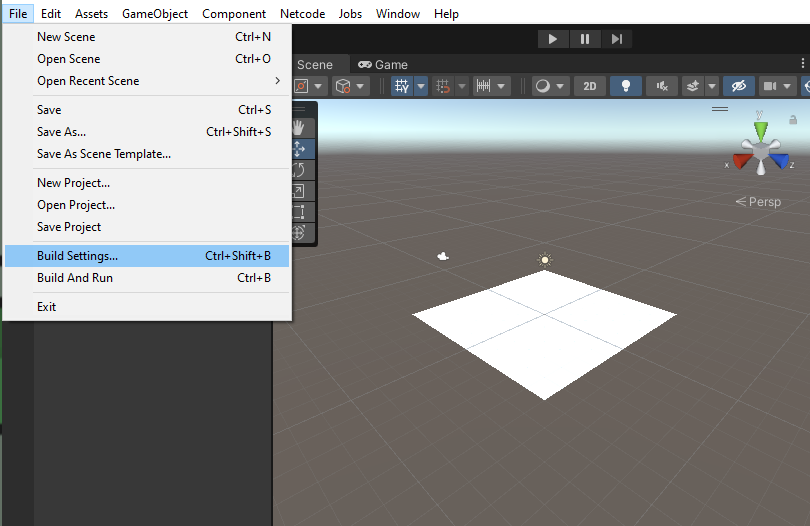 File Edit Assets GameObject Component Netcode Jobs Window Help
New Scene Ctrl+N
Open Scene Ctrl+O
Open Recent Scene
Save Ctrl+S
Save As... Ctrl+Shift+S
Save As Scene Template...
New Project...
Open Project...
Save Project
Build Settings... Ctrl+Shift+B
Build And Run Ctrl+B
Exit
Scene Game
2D
y
x z
Persp